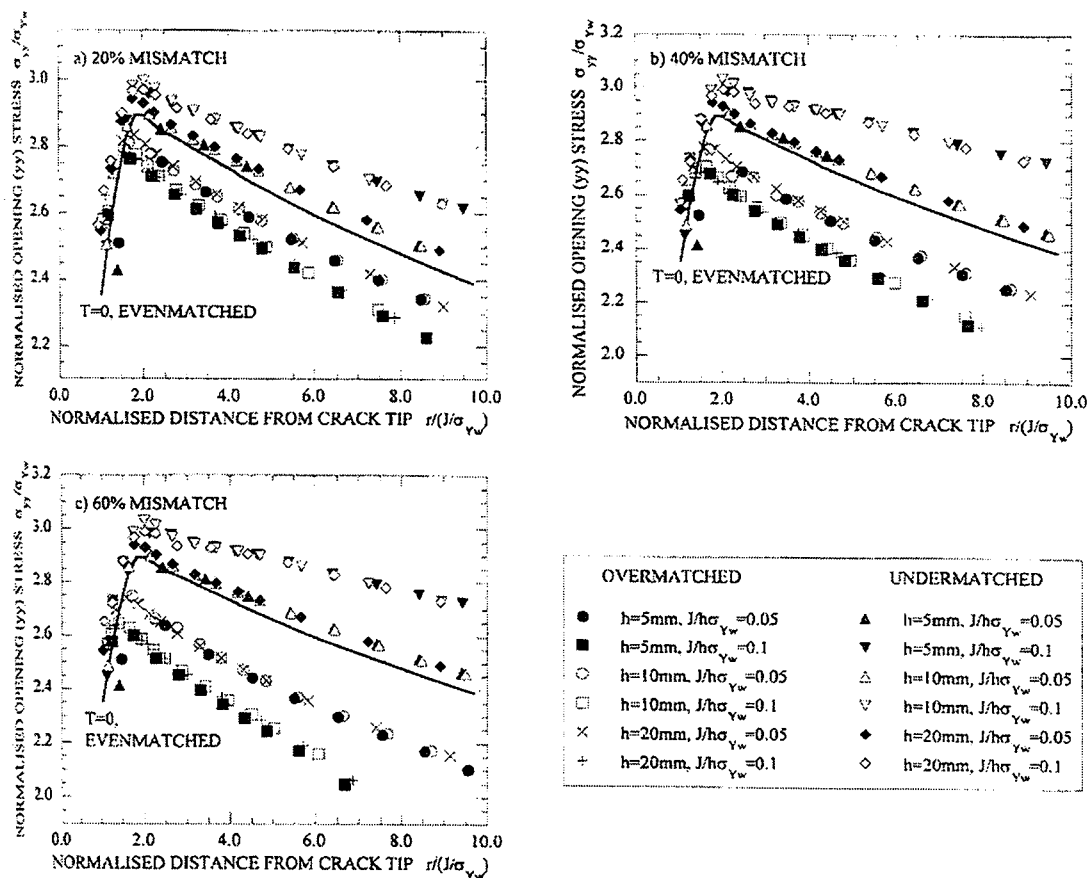 NORMALISED OPENING (yy) STRESS σyy/σYw
a) 20% MISMATCH
3.0
2.8
2.6
2.4
2.2
T=0, EVENMATCHED
0.0 2.0 4.0 6.0 8.0 10.0
NORMALISED DISTANCE FROM CRACK TIP r/(J/σYw)
NORMALISED OPENING (yy) STRESS σyy/σYw
b) 40% MISMATCH
3.2
3.0
2.8
2.6
2.4
2.2
2.0
T=0, EVENMATCHED
0.0 2.0 4.0 6.0 8.0 10.0
NORMALISED DISTANCE FROM CRACK TIP r/(J/σYw)
NORMALISED OPENING (yy) STRESS σyy/σYw
c) 60% MISMATCH
3.2
3.0
2.8
2.6
2.4
2.2
2.0
T=0,
EVENMATCHED
0.0 2.0 4.0 6.0 8.0 10.0
NORMALISED DISTANCE FROM CRACK TIP r/(J/σYw)
OVERMATCHED
h=5mm, J/hσYw=0.05
h=5mm, J/hσYw=0.1
h=10mm, J/hσYw=0.05
h=10mm, J/hσYw=0.1
h=20mm, J/hσYw=0.05
h=20mm, J/hσYw=0.1
UNDERMATCHED
h=5mm, J/hσYw=0.05
h=5mm, J/hσYw=0.1
h=10mm, J/hσYw=0.05
h=10mm, J/hσYw=0.1
h=20mm, J/hσYw=0.05
h=20mm, J/hσYw=0.1